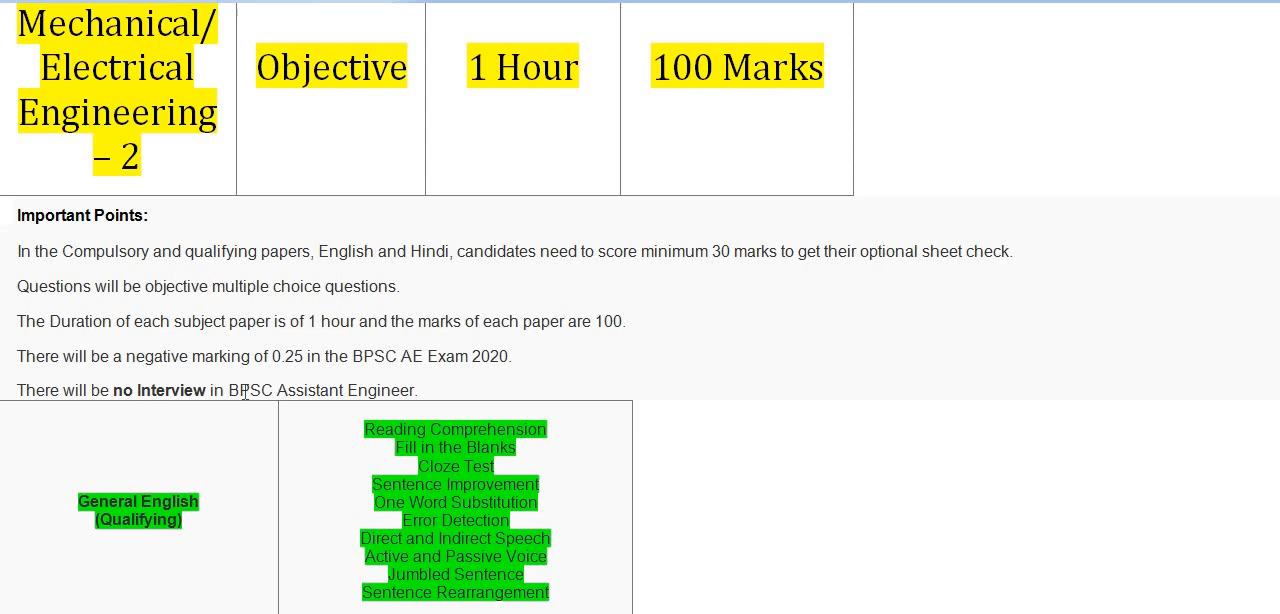 Mechanical/
Electrical
Engineering
– 2
Objective
1 Hour
100 Marks
Important Points:
In the Compulsory and qualifying papers, English and Hindi, candidates need to score minimum 30 marks to get their optional sheet check.
Questions will be objective multiple choice questions.
The Duration of each subject paper is of 1 hour and the marks of each paper are 100.
There will be a negative marking of 0.25 in the BPSC AE Exam 2020.
There will be no Interview in BPSC Assistant Engineer.
General English
(Qualifying)
Reading Comprehension
Fill in the Blanks
Cloze Test
Sentence Improvement
One Word Substitution
Error Detection
Direct and Indirect Speech
Active and Passive Voice
Jumbled Sentence
Sentence Rearrangement